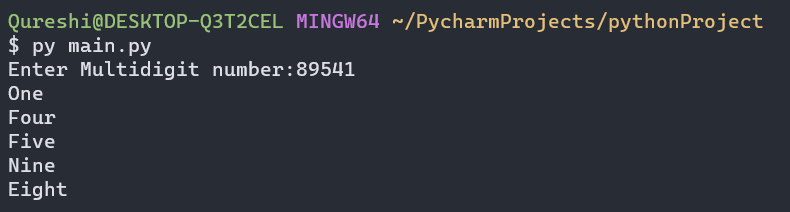 Qureshi@DESKTOP-Q3T2CEL MINGW64 ~/PycharmProjects/pythonProject
$ py main.py
Enter Multidigit number:89541
One
Four
Five
Nine
Eight